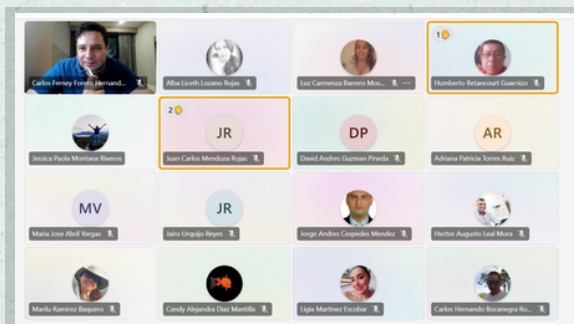 Carlos Ferney Forero Hernand...
Alba Liceth Lozano Rojas
Luz Carmenza Barrero Mos...
1
Humberto Betancourt Guarnizo
Jessica Paola Montana Riveros
2
JR
Juan Carlos Mendoza Rojas
DP
David Andres Guzman Pineda
AR
Adriana Patricia Torres Ruiz
MV
Maria Jose Abril Vargas
JR
Jairo Urquijo Reyes
Jorge Andres Cespedes Mendez
Hector Augusto Leal Mora
Marilu Ramirez Baquero
Candy Alejandra Diaz Mantilla
Ligia Martinez Escobar
Carlos Hernando Bocanegra Ro...